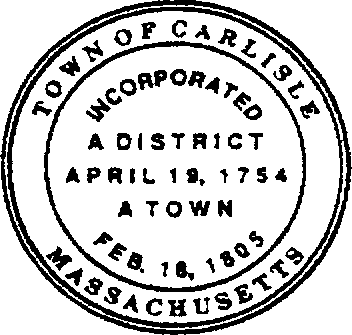 TOWN OF CARLISLE
INCORPORATED
A DISTRICT
APRIL 19, 1754
A TOWN
FEB. 18, 1805
MASSACHUSETTS